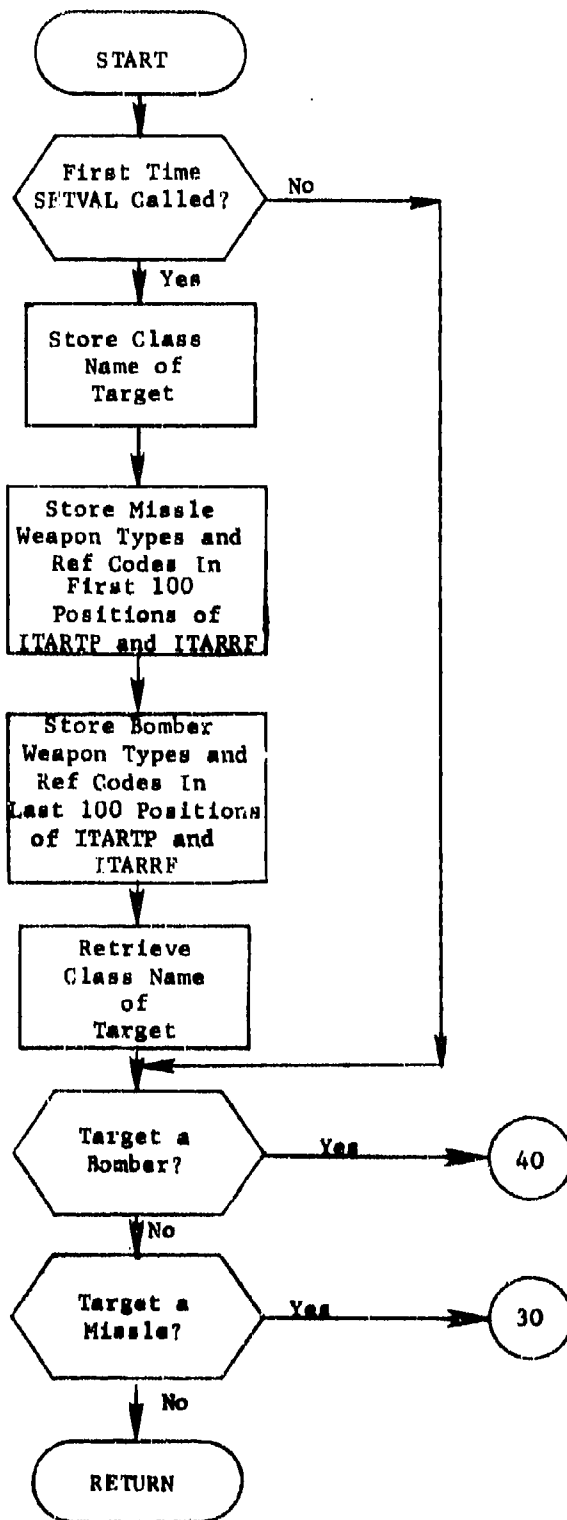 START
First Time
SETVAL Called?
No
Yes
Store Class
Name of
Target
Store Missle
Weapon Types and
Ref Codes In
First 100
Positions of
ITARTP and ITARRF
Store Bomber
Weapon Types and
Ref Codes In
Last 100 Positions
of ITARTP and
ITARRF
Retrieve
Class Name
of
Target
Target a
Bomber?
Yes
40
No
Target a
Missle?
Yes
30
No
RETURN